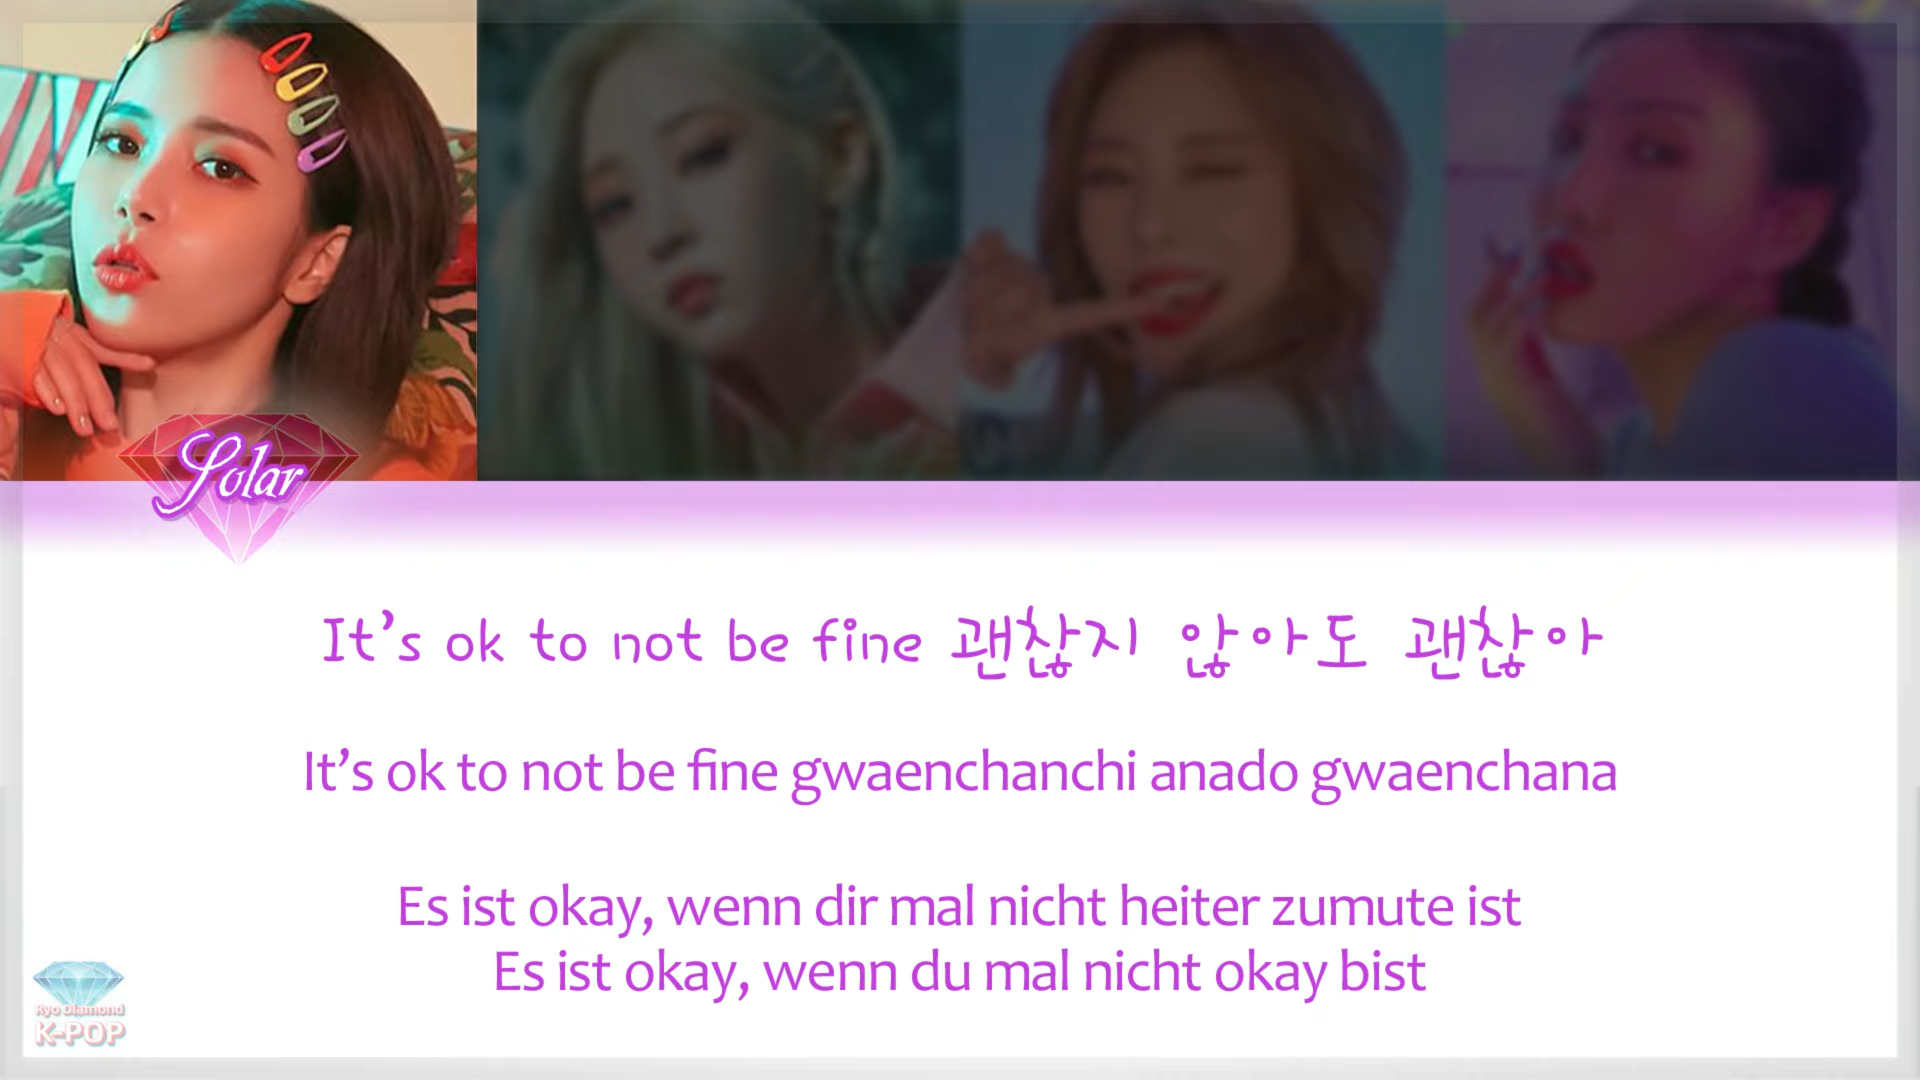 Solar
It's ok to not be fine 괜찮지 않아도 괜찮아
It's ok to not be fine gwaenchanchi anado gwaenchana
Es ist okay, wenn dir mal nicht heiter zumute ist
Es ist okay, wenn du mal nicht okay bist
Ryo Diamond
K-POP